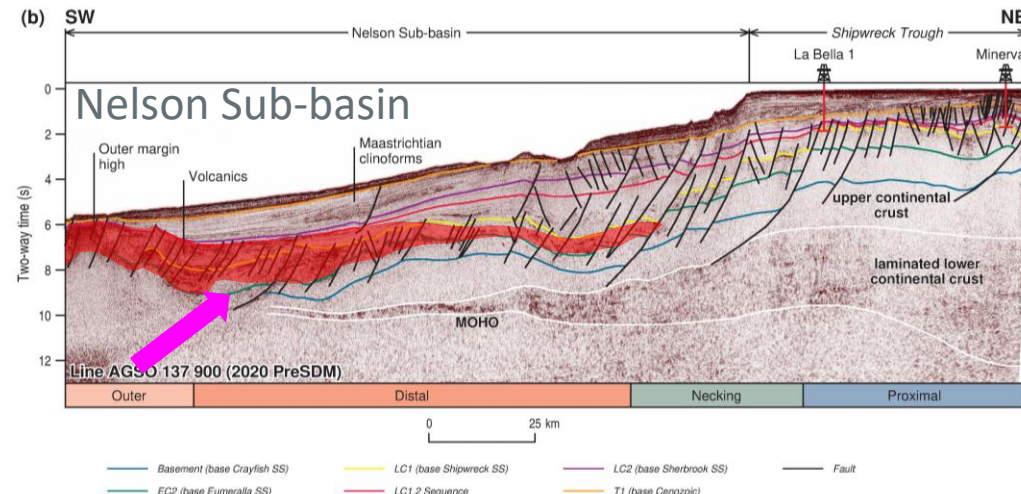 (b) SW NE
Nelson Sub-basin Shipwreck Trough
La Bella 1 Minerva
Nelson Sub-basin
0
2
4
6
8
10
12
Two-way time (s)
Outer margin
high
Volcanics
Maastrichtian
clinoforms
upper continental
crust
laminated lower
continental crust
MOHO
Line AGSO 137 900 (2020 PreSDM)
Outer Distal Necking Proximal
0 25 km
Basement (base Crayfish SS) LC1 (base Shipwreck SS) LC2 (base Sherbrook SS) Fault
EC2 (base Eumeralla SS) LC1.2 Sequence T1 (base Cenozoic)